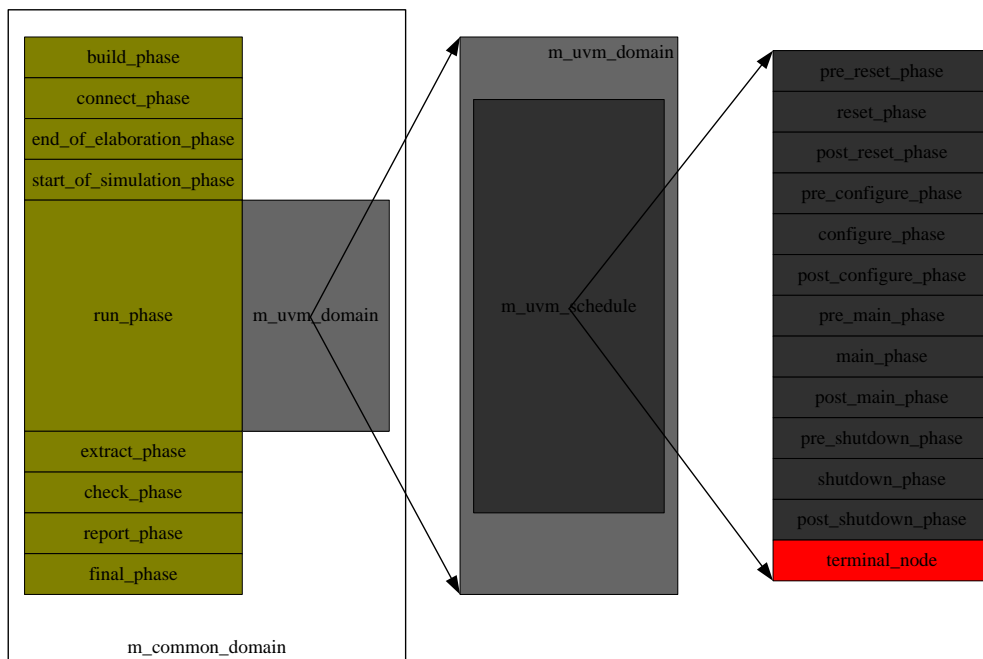 build_phase
connect_phase
end_of_elaboration_phase
start_of_simulation_phase
run_phase
m_uvm_domain
extract_phase
check_phase
report_phase
final_phase
m_common_domain
m_uvm_domain
m_uvm_schedule
pre_reset_phase
reset_phase
post_reset_phase
pre_configure_phase
configure_phase
post_configure_phase
pre_main_phase
main_phase
post_main_phase
pre_shutdown_phase
shutdown_phase
post_shutdown_phase
terminal_node